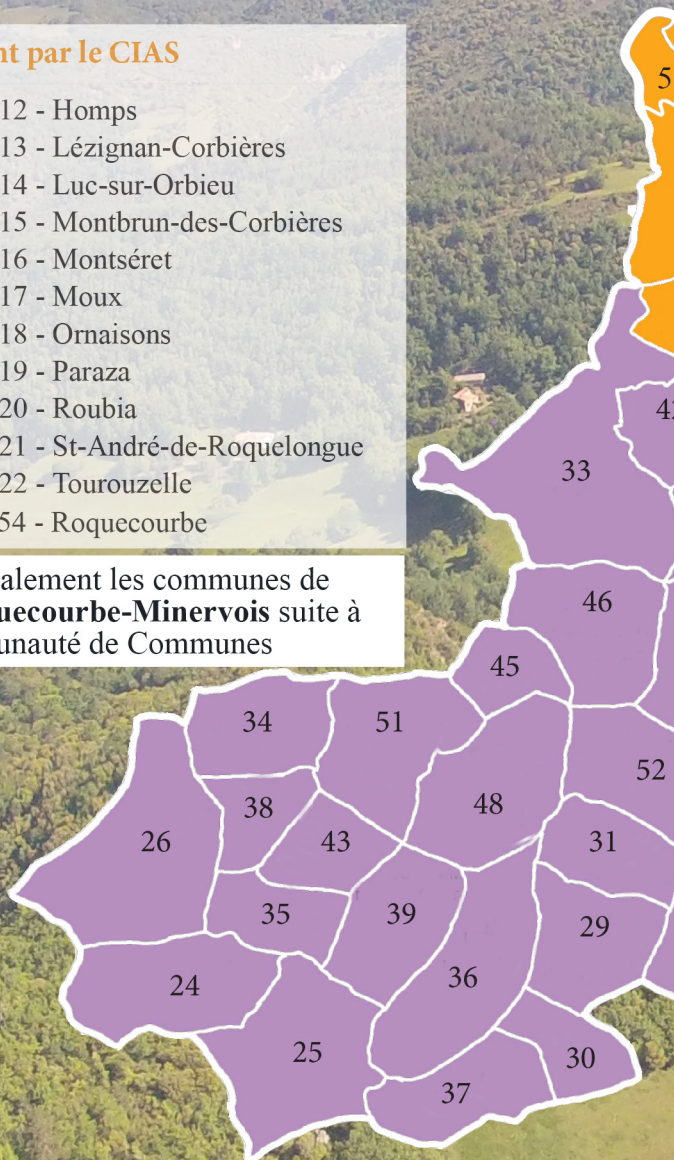 nt par le CIAS
12 - Homps
13 - Lézignan-Corbières
14 - Luc-sur-Orbieu
15 - Montbrun-des-Corbières
16 - Montséret
17 - Moux
18 - Ornaisons
19 - Paraza
20 - Roubia
21 - St-André-de-Roquelongue
22 - Tourouzelle
54 - Roquecourbe
alement les communes de
uecourbe-Minervois suite à
unauté de Communes
5
42
33
46
45
34
51
52
38
48
26
43
31
35
39
29
24
36
25
30
37